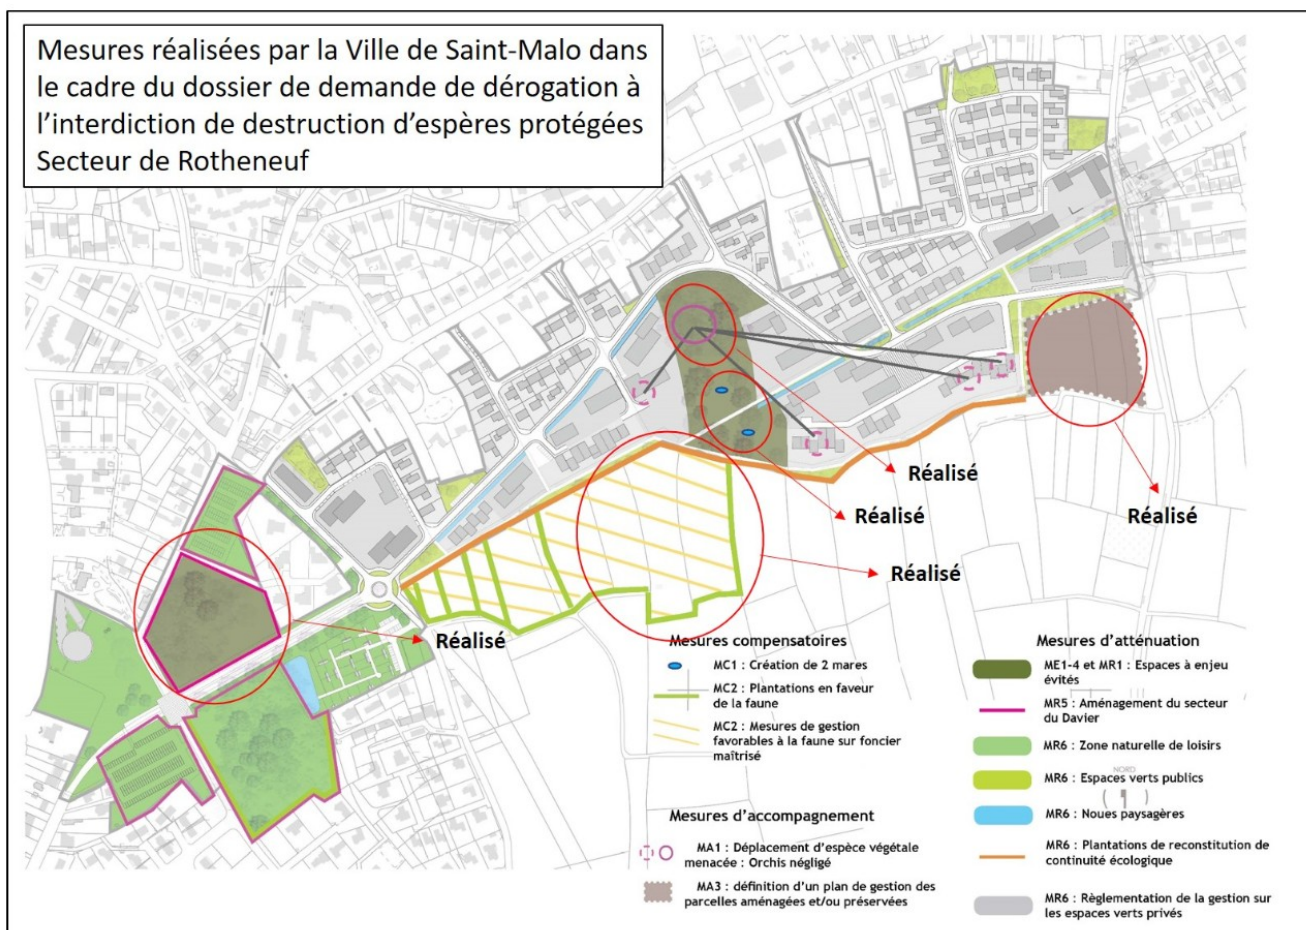 Mesures réalisées par la Ville de Saint-Malo dans
le cadre du dossier de demande de dérogation à
l'interdiction de destruction d'espères protégées
Secteur de Rotheneuf
Réalisé
Réalisé
Réalisé
Réalisé
Réalisé
Mesures compensatoires
MC1 : Création de 2 mares
MC2 : Plantations en faveur
de la faune
MC2 : Mesures de gestion
favorables à la faune sur foncier
maîtrisé
Mesures d'accompagnement
MA1 : Déplacement d'espèce végétale
menacée : Orchis négligé
MA3 : définition d'un plan de gestion des
parcelles aménagées et/ou préservées
Mesures d'atténuation
ME1-4 et MR1 : Espaces à enjeu
évités
MR5 : Aménagement du secteur
du Davier
MR6 : Zone naturelle de loisirs
NORD
MR6 : Espaces verts publics
MR6 : Noues paysagères
MR6 : Plantations de reconstitution de
continuité écologique
MR6 : Règlementation de la gestion sur
les espaces verts privés